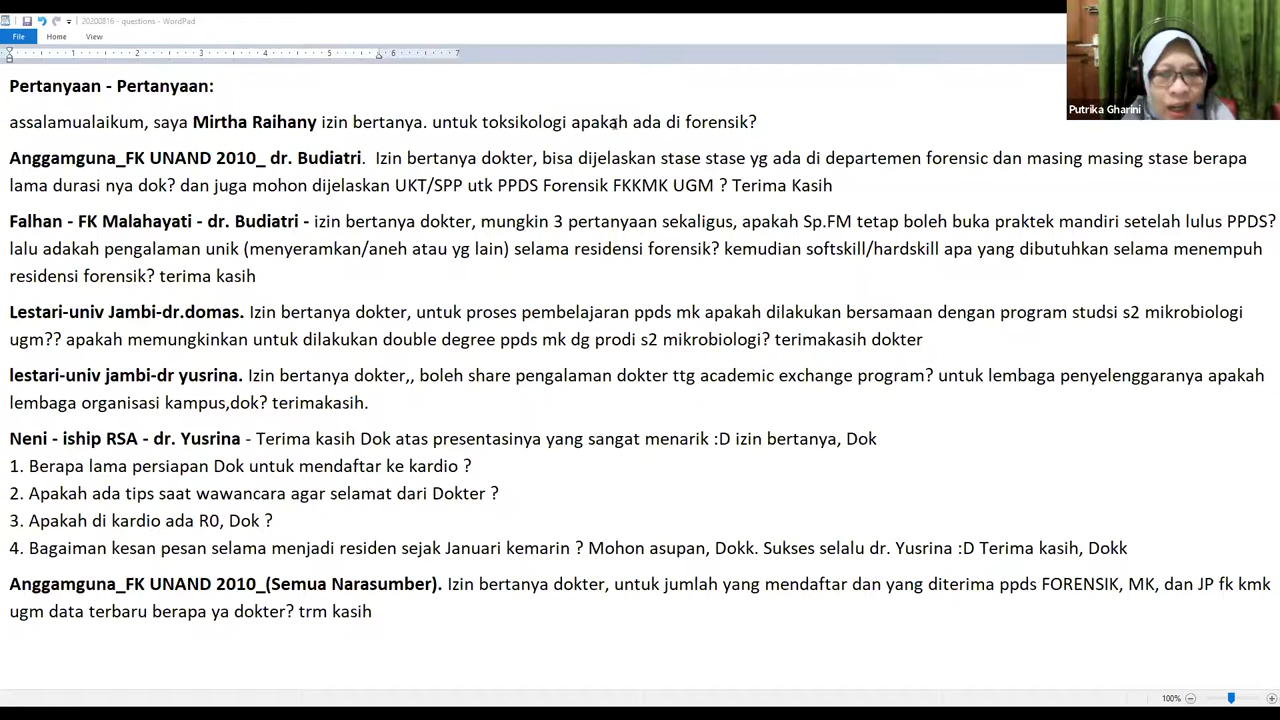 20200816 - questions - WordPad
File Home View
1 2 3 4 5 6 7
Putrika Gharini
Pertanyaan - Pertanyaan:
assalamualaikum, saya Mirtha Raihany izin bertanya. untuk toksikologi apakah ada di forensik?
Anggamguna_FK UNAND 2010_ dr. Budiatri. Izin bertanya dokter, bisa dijelaskan stase stase yg ada di departemen forensic dan masing masing stase berapa
lama durasi nya dok? dan juga mohon dijelaskan UKT/SPP utk PPDS Forensik FKKMK UGM ? Terima Kasih
Falhan - FK Malahayati - dr. Budiatri - izin bertanya dokter, mungkin 3 pertanyaan sekaligus, apakah Sp.FM tetap boleh buka praktek mandiri setelah lulus PPDS?
lalu adakah pengalaman unik (menyeramkan/aneh atau yg lain) selama residensi forensik? kemudian softskill/hardskill apa yang dibutuhkan selama menempuh
residensi forensik? terima kasih
Lestari-univ Jambi-dr.domas. Izin bertanya dokter, untuk proses pembelajaran ppds mk apakah dilakukan bersamaan dengan program studsi s2 mikrobiologi
ugm?? apakah memungkinkan untuk dilakukan double degree ppds mk dg prodi s2 mikrobiologi? terimakasih dokter
lestari-univ jambi-dr yusrina. Izin bertanya dokter,, boleh share pengalaman dokter ttg academic exchange program? untuk lembaga penyelenggaranya apakah
lembaga organisasi kampus,dok? terimakasih.
Neni - iship RSA - dr. Yusrina - Terima kasih Dok atas presentasinya yang sangat menarik :D izin bertanya, Dok
1. Berapa lama persiapan Dok untuk mendaftar ke kardio ?
2. Apakah ada tips saat wawancara agar selamat dari Dokter ?
3. Apakah di kardio ada R0, Dok ?
4. Bagaiman kesan pesan selama menjadi residen sejak Januari kemarin ? Mohon asupan, Dokk. Sukses selalu dr. Yusrina :D Terima kasih, Dokk
Anggamguna_FK UNAND 2010_(Semua Narasumber). Izin bertanya dokter, untuk jumlah yang mendaftar dan yang diterima ppds FORENSIK, MK, dan JP fk kmk
ugm data terbaru berapa ya dokter? trm kasih
100%